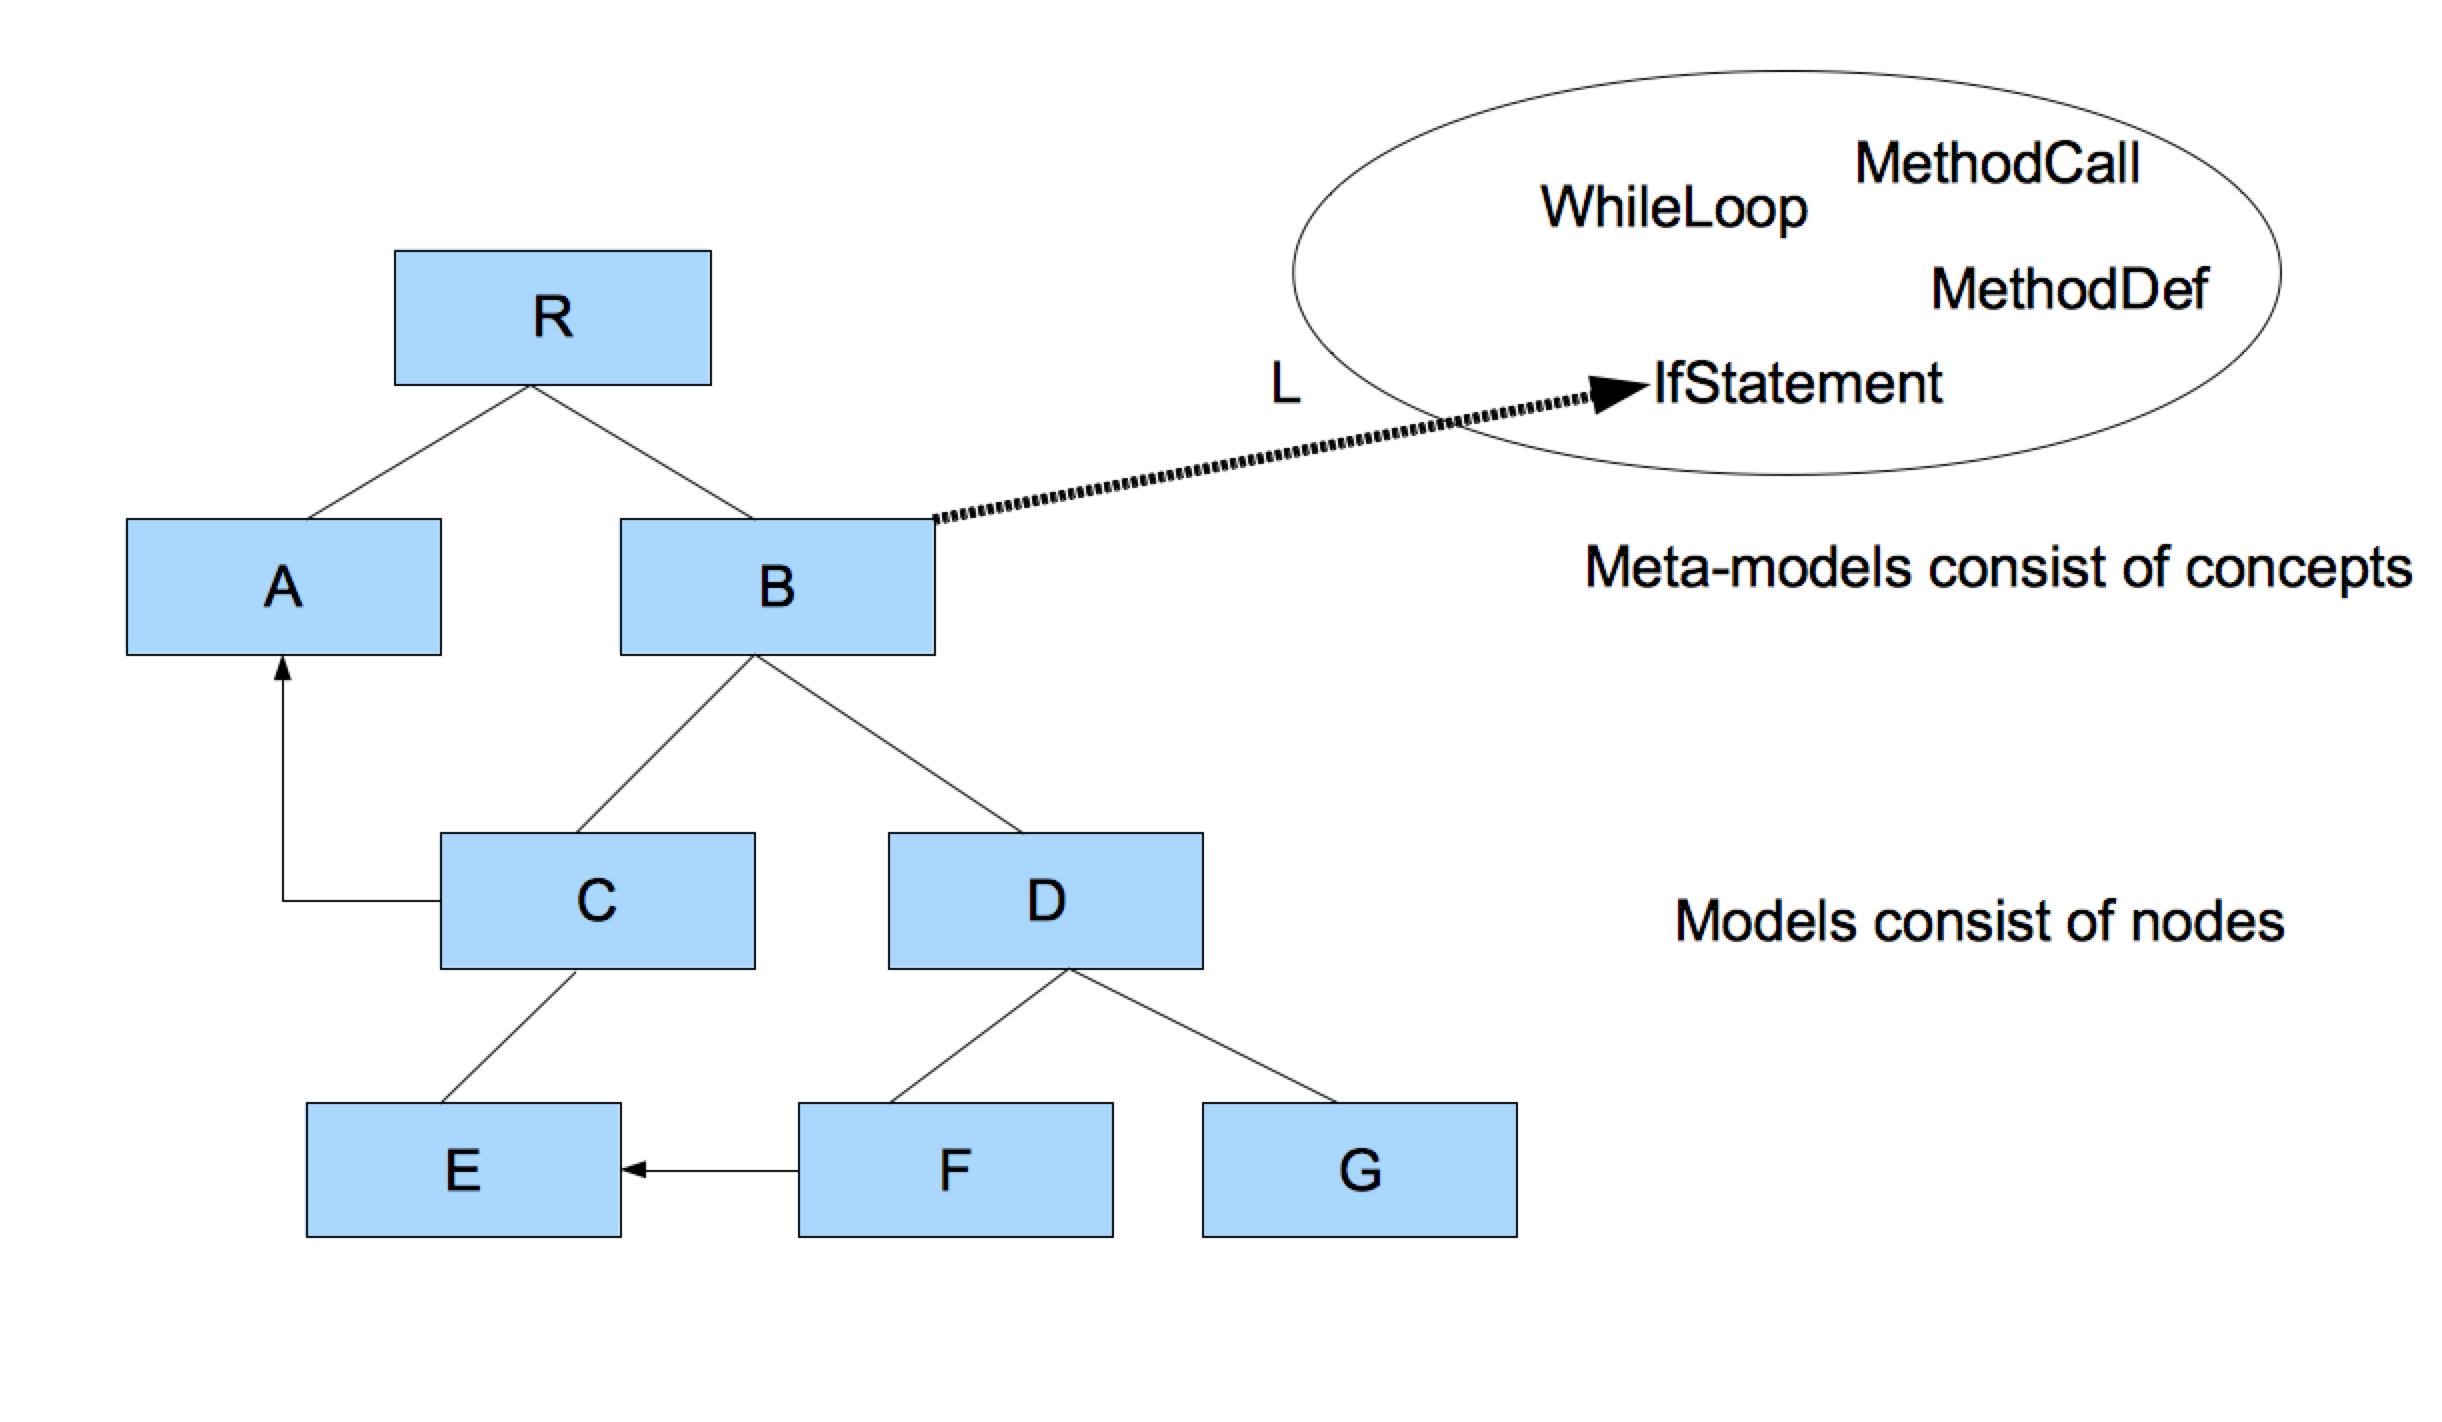 MethodCall
WhileLoop
MethodDef
R
L
IfStatement
A
B
Meta-models consist of concepts
C
D
Models consist of nodes
E
F
G